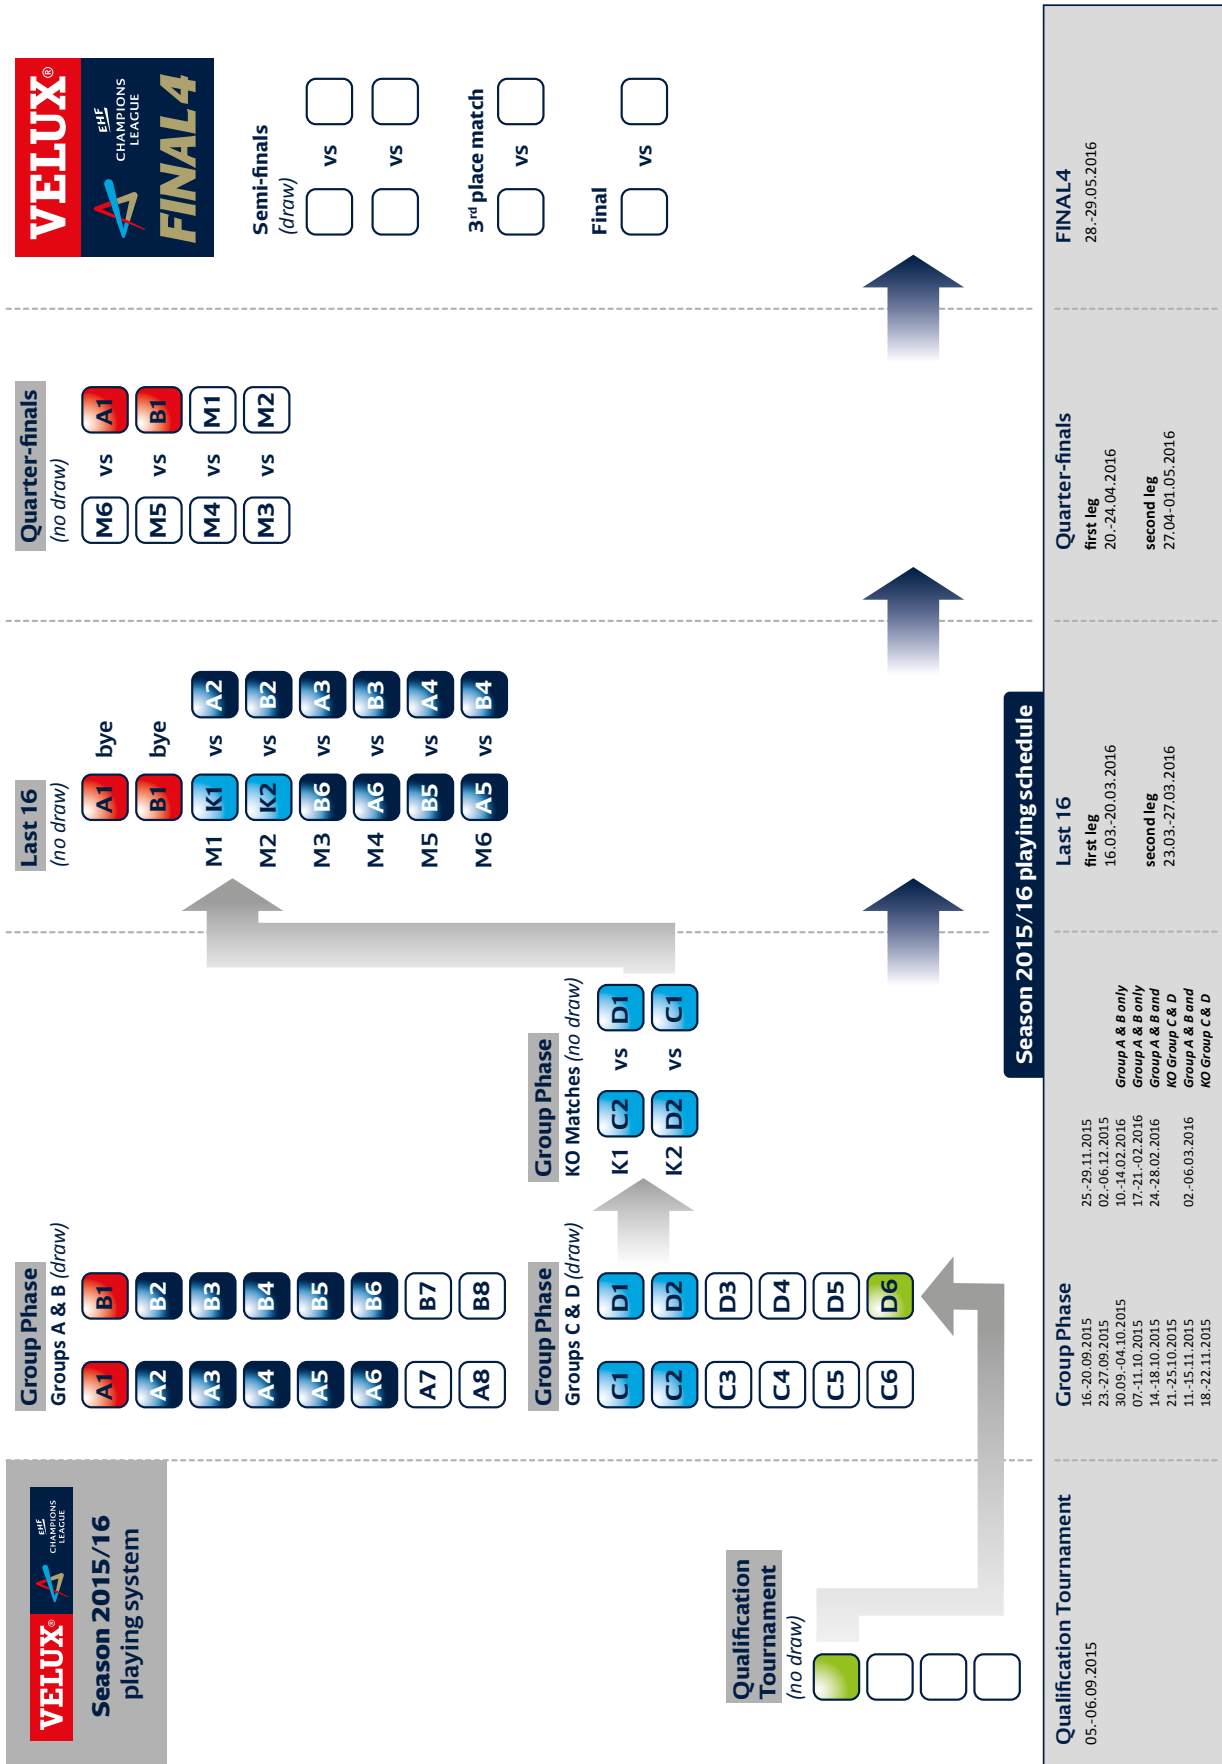 VELUX®
EHF
CHAMPIONS
LEAGUE
Season 2015/16
playing system
Qualification
Tournament
(no draw)
Group Phase
Groups A & B (draw)
A1 B1
A2 B2
A3 B3
A4 B4
A5 B5
A6 B6
A7 B7
A8 B8
Group Phase
Groups C & D (draw)
C1 D1
C2 D2
C3 D3
C4 D4
C5 D5
C6 D6
Group Phase
KO Matches (no draw)
K1 C2 vs D1
K2 D2 vs C1
Last 16
(no draw)
A1 bye
B1 bye
M1 K1 vs A2
M2 K2 vs B2
M3 B6 vs A3
M4 A6 vs B3
M5 B5 vs A4
M6 A5 vs B4
Quarter-finals
(no draw)
M6 vs A1
M5 vs B1
M4 vs M1
M3 vs M2
VELUX®
EHF
CHAMPIONS
LEAGUE
FINAL4
Semi-finals
(draw)
vs
vs
3rd place match
vs
Final
vs
Season 2015/16 playing schedule
Qualification Tournament
05.-06.09.2015
Group Phase
16.-20.09.2015
23.-27.09.2015
30.09.-04.10.2015
07.-11.10.2015
14.-18.10.2015
21.-25.10.2015
11.-15.11.2015
18.-22.11.2015
25.-29.11.2015
02.-06.12.2015
10.-14.02.2016 Group A & B only
17.-21.-02.2016 Group A & B only
24.-28.02.2016 Group A & B and
KO Group C & D
02.-06.03.2016 Group A & B and
KO Group C & D
Last 16
first leg
16.03.-20.03.2016
second leg
23.03.-27.03.2016
Quarter-finals
first leg
20.-24.04.2016
second leg
27.04-01.05.2016
FINAL4
28.-29.05.2016